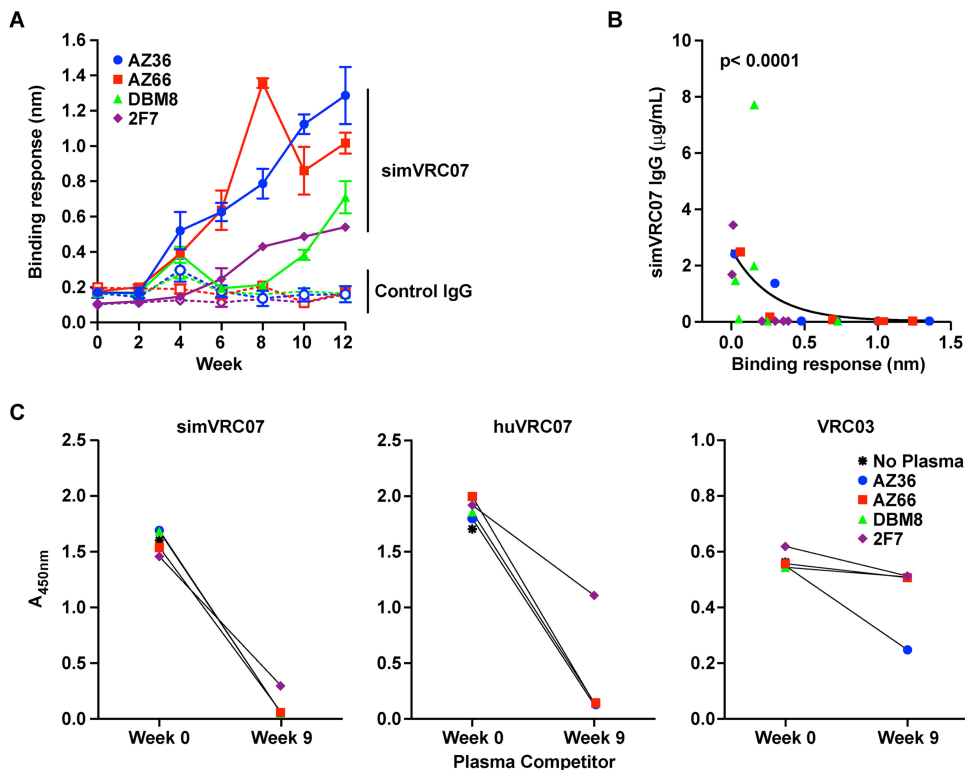 A
Binding response (nm)
1.6
1.4
1.2
1.0
0.8
0.6
0.4
0.2
0.0
AZ36
AZ66
DBM8
2F7
simVRC07
Control IgG
0 2 4 6 8 10 12
Week
B
simVRC07 IgG (µg/mL)
10
8
6
4
2
0
p< 0.0001
0.0 0.5 1.0 1.5
Binding response (nm)
C
A450nm
simVRC07
2.5
2.0
1.5
1.0
0.5
0.0
Week 0 Week 9
huVRC07
2.5
2.0
1.5
1.0
0.5
0.0
Week 0 Week 9
Plasma Competitor
VRC03
1.0
0.8
0.6
0.4
0.2
0.0
No Plasma
AZ36
AZ66
DBM8
2F7
Week 0 Week 9